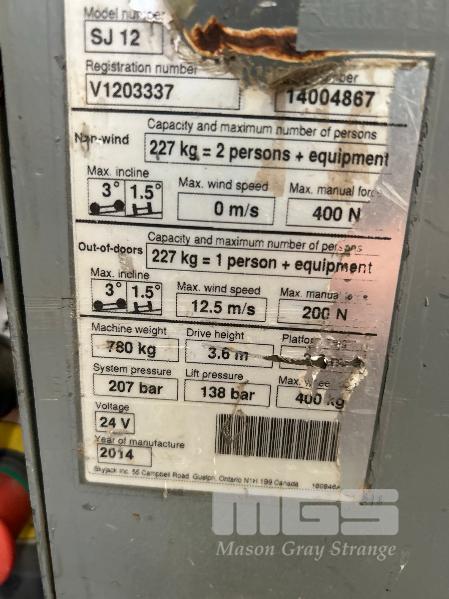 Model number
SJ 12
Registration number
V1203337 14004867
Non-wind Capacity and maximum number of persons
227 kg = 2 persons + equipment
Max. incline Max. wind speed Max. manual force
3° 1.5° 0 m/s 400 N
Out-of-doors Capacity and maximum number of persons
227 kg = 1 person + equipment
Max. incline Max. wind speed Max. manual
3° 1.5° 12.5 m/s 200 N
Machine weight Drive height
780 kg 3.6 m
System pressure Lift pressure Max.
207 bar 138 bar 400 kg
Voltage
24 V
Year of manufacture
2014
Skyjack Inc. 55 Campbell Road Guelph, Ontario N1H 1B9 Canada
MGS
Mason Gray Strange